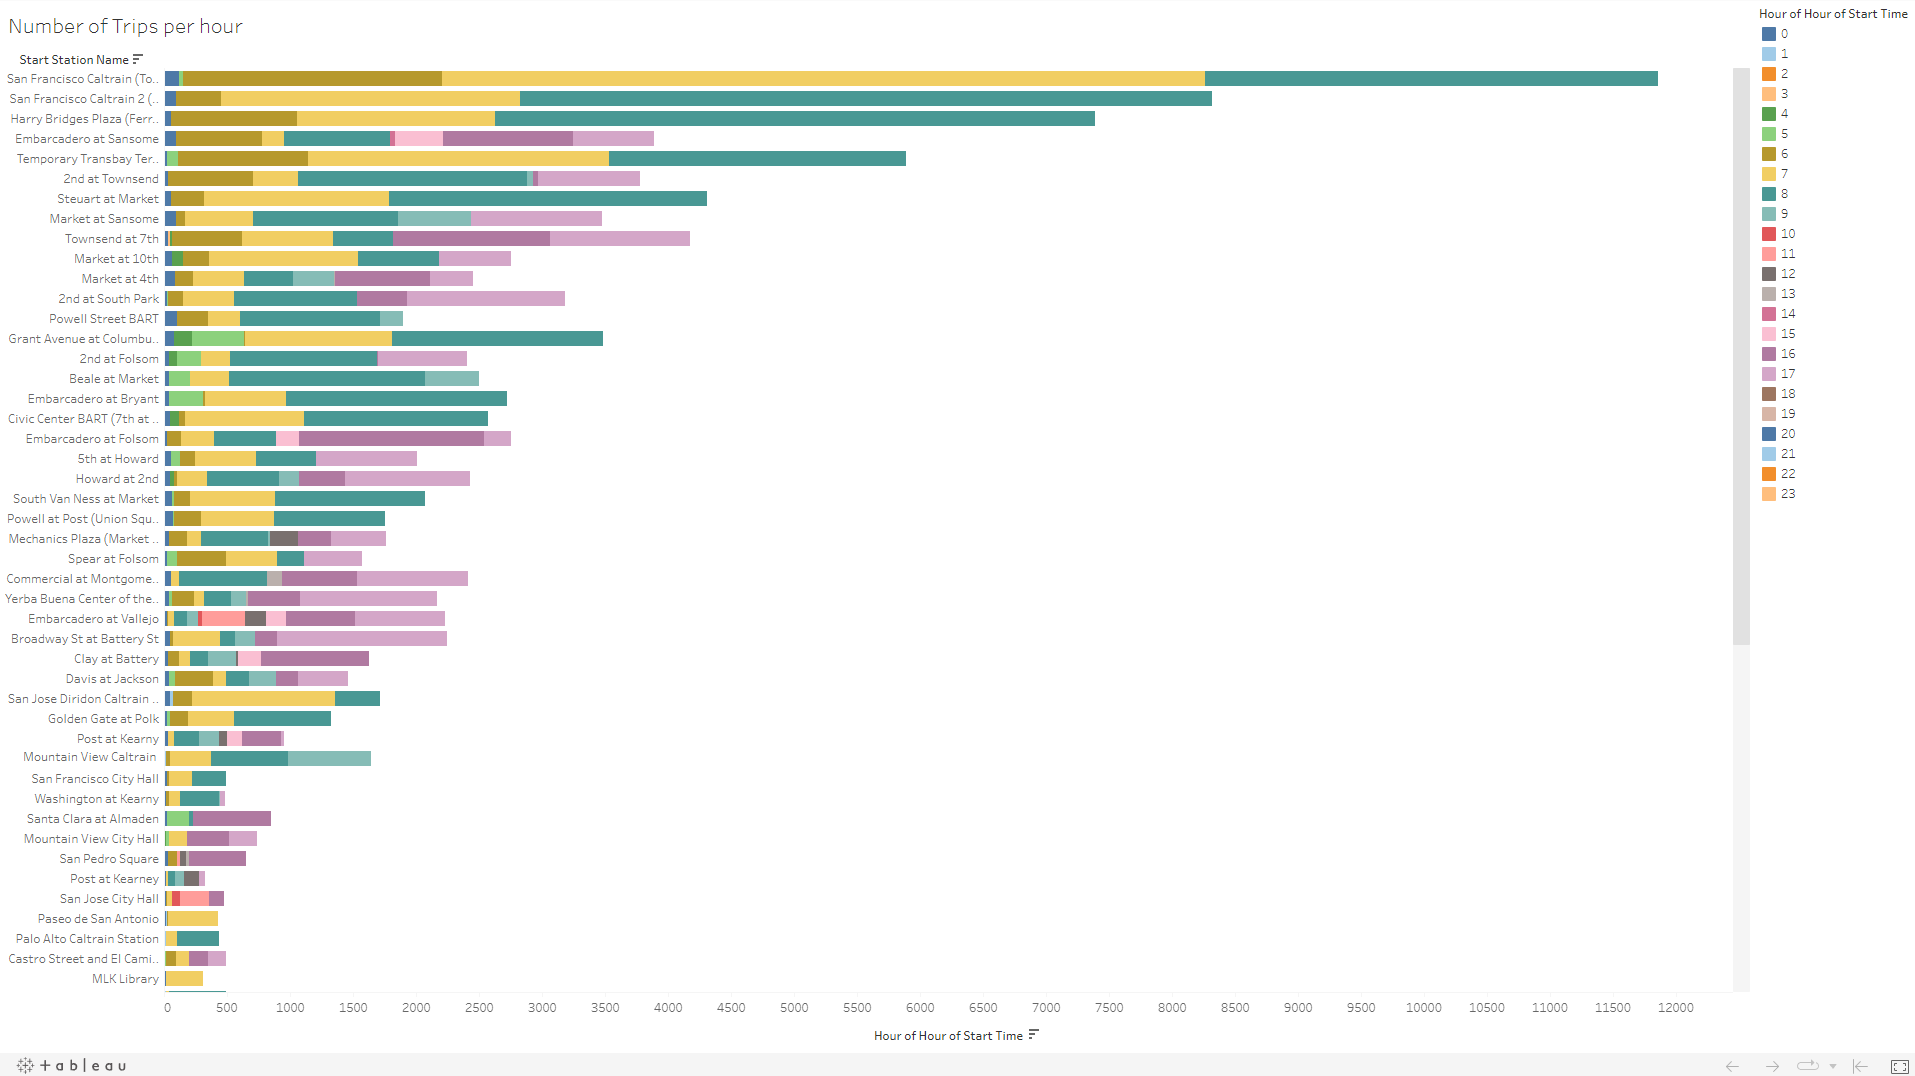 Number of Trips per hour
Start Station Name
San Francisco Caltrain (To..
San Francisco Caltrain 2 (..
Harry Bridges Plaza (Ferr..
Embarcadero at Sansome
Temporary Transbay Ter..
2nd at Townsend
Steuart at Market
Market at Sansome
Townsend at 7th
Market at 10th
Market at 4th
2nd at South Park
Powell Street BART
Grant Avenue at Columbu..
2nd at Folsom
Beale at Market
Embarcadero at Bryant
Civic Center BART (7th at ..
Embarcadero at Folsom
5th at Howard
Howard at 2nd
South Van Ness at Market
Powell at Post (Union Squ..
Mechanics Plaza (Market ..
Spear at Folsom
Commercial at Montgome..
Yerba Buena Center of the..
Embarcadero at Vallejo
Broadway St at Battery St
Clay at Battery
Davis at Jackson
San Jose Diridon Caltrain ..
Golden Gate at Polk
Post at Kearny
Mountain View Caltrain
San Francisco City Hall
Washington at Kearny
Santa Clara at Almaden
Mountain View City Hall
San Pedro Square
Post at Kearney
San Jose City Hall
Paseo de San Antonio
Palo Alto Caltrain Station
Castro Street and El Cami..
MLK Library
0 500 1000 1500 2000 2500 3000 3500 4000 4500 5000 5500 6000 6500 7000 7500 8000 8500 9000 9500 10000 10500 11000 11500 12000
Hour of Hour of Start Time
Hour of Hour of Start Time
0
1
2
3
4
5
6
7
8
9
10
11
12
13
14
15
16
17
18
19
20
21
22
23
+ableau